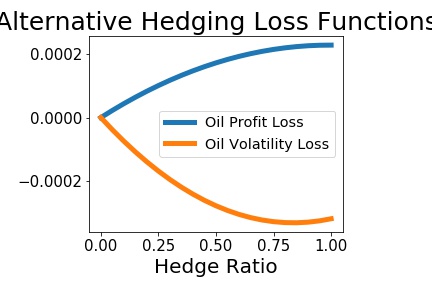 Alternative Hedging Loss Functions
0.0002
0.0000
−0.0002
Oil Profit Loss
Oil Volatility Loss
0.00 0.25 0.50 0.75 1.00
Hedge Ratio